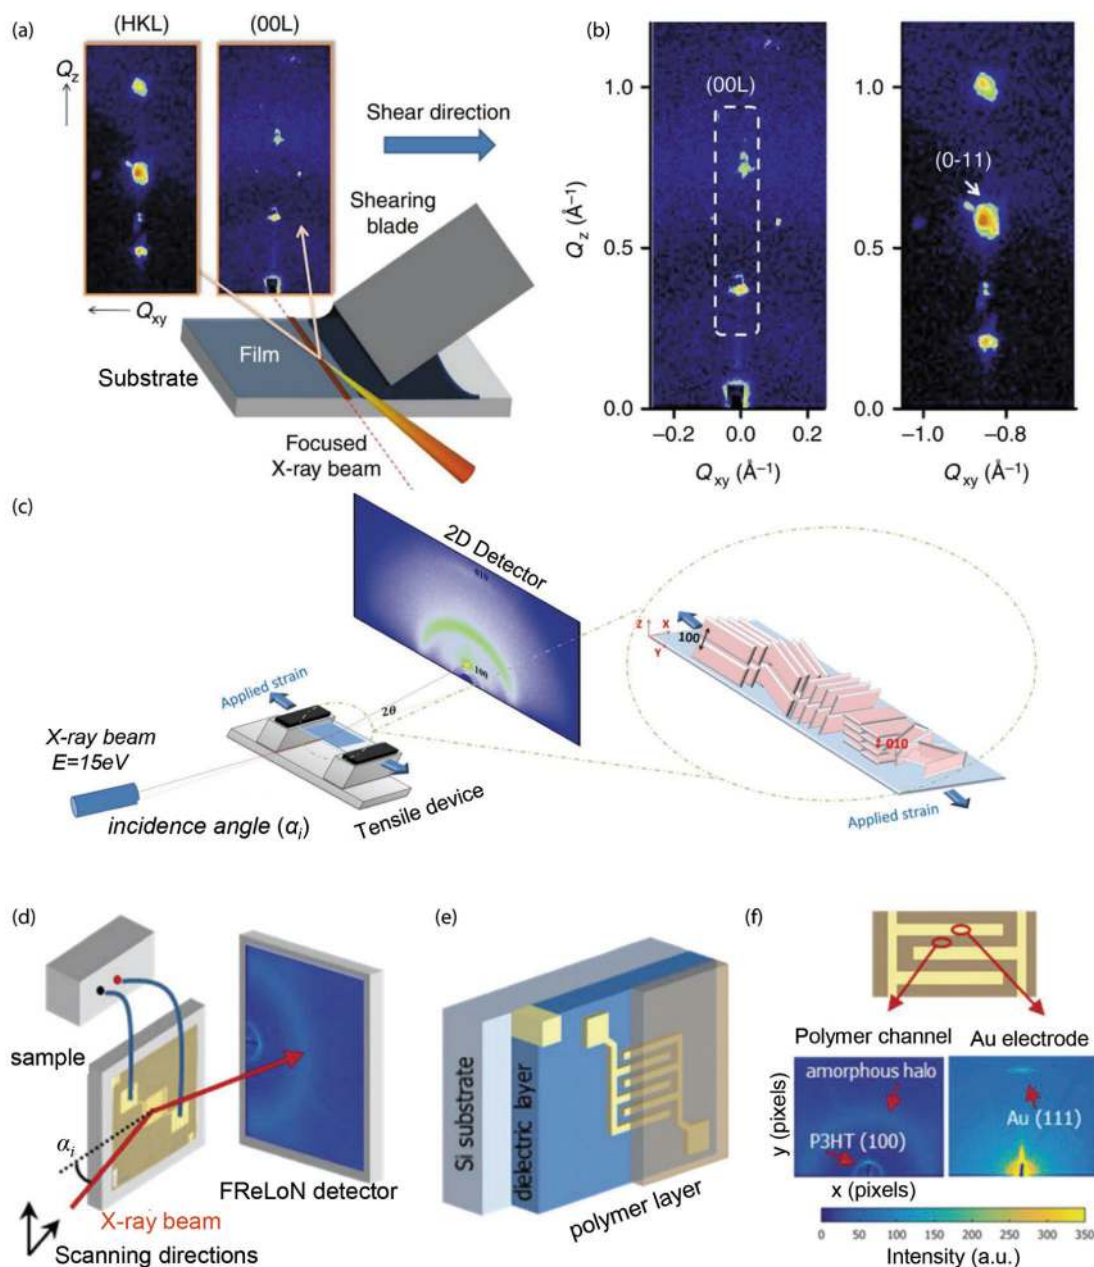 (a)
(HKL)
(00L)
Qz
Qxy
Shear direction
Shearing
blade
Film
Substrate
Focused
X-ray beam
(b)
(00L)
(0-11)
Qz (Å⁻¹)
1.0
0.5
0.0
−0.2
0.0
0.2
Qxy (Å⁻¹)
1.0
0.5
0.0
−1.0
−0.8
Qxy (Å⁻¹)
(c)
2D Detector
010
100
Applied strain
2θ
X-ray beam
E=15eV
incidence angle (αi)
Tensile device
Z
X
Y
100
010
Applied strain
(d)
sample
αi
X-ray beam
Scanning directions
FReLoN detector
(e)
Si substrate
dielectric layer
polymer layer
(f)
Polymer channel
Au electrode
amorphous halo
P3HT (100)
Au (111)
y (pixels)
x (pixels)
0 50 100 150 200 250 300 350
Intensity (a.u.)